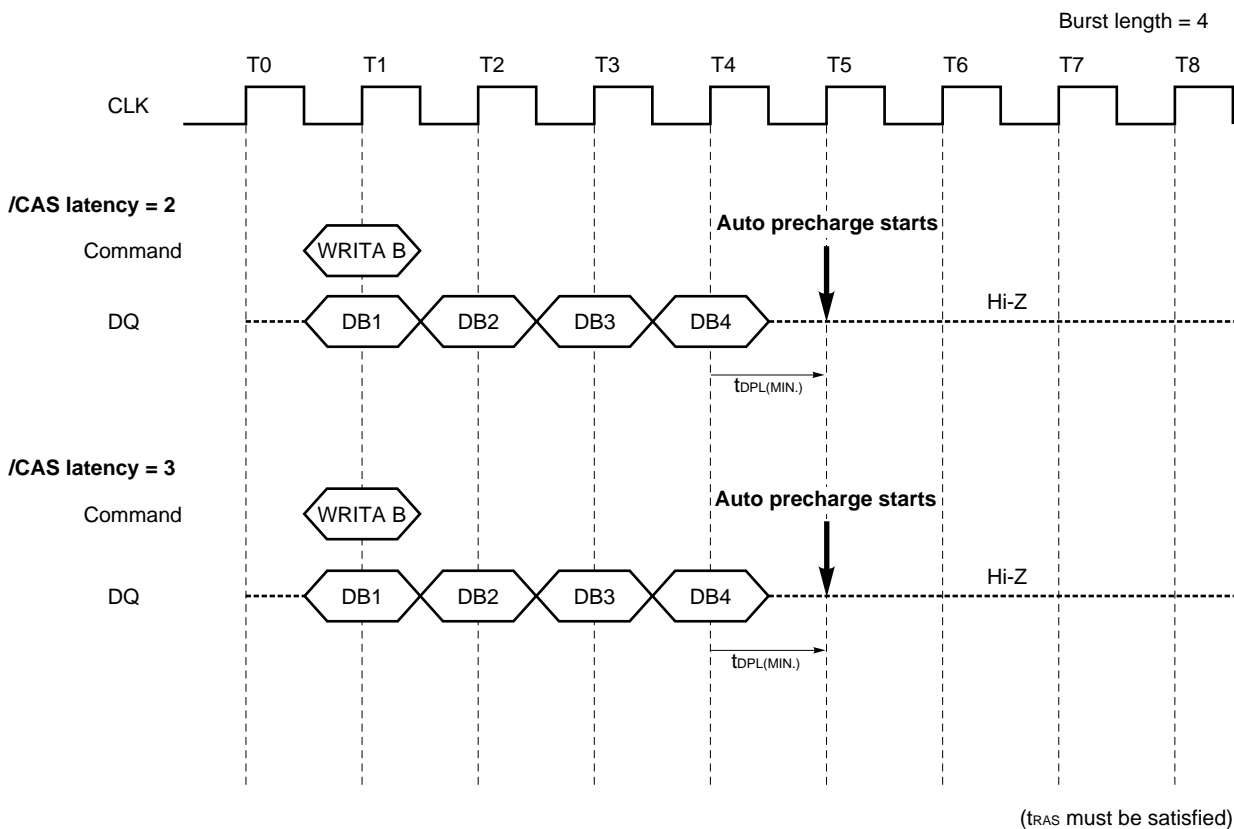 Burst length = 4
T0 T1 T2 T3 T4 T5 T6 T7 T8
CLK
/CAS latency = 2
Auto precharge starts
Command WRITA B
DQ DB1 DB2 DB3 DB4 Hi-Z
tDPL(MIN.)
/CAS latency = 3
Auto precharge starts
Command WRITA B
DQ DB1 DB2 DB3 DB4 Hi-Z
tDPL(MIN.)
(tRAS must be satisfied)